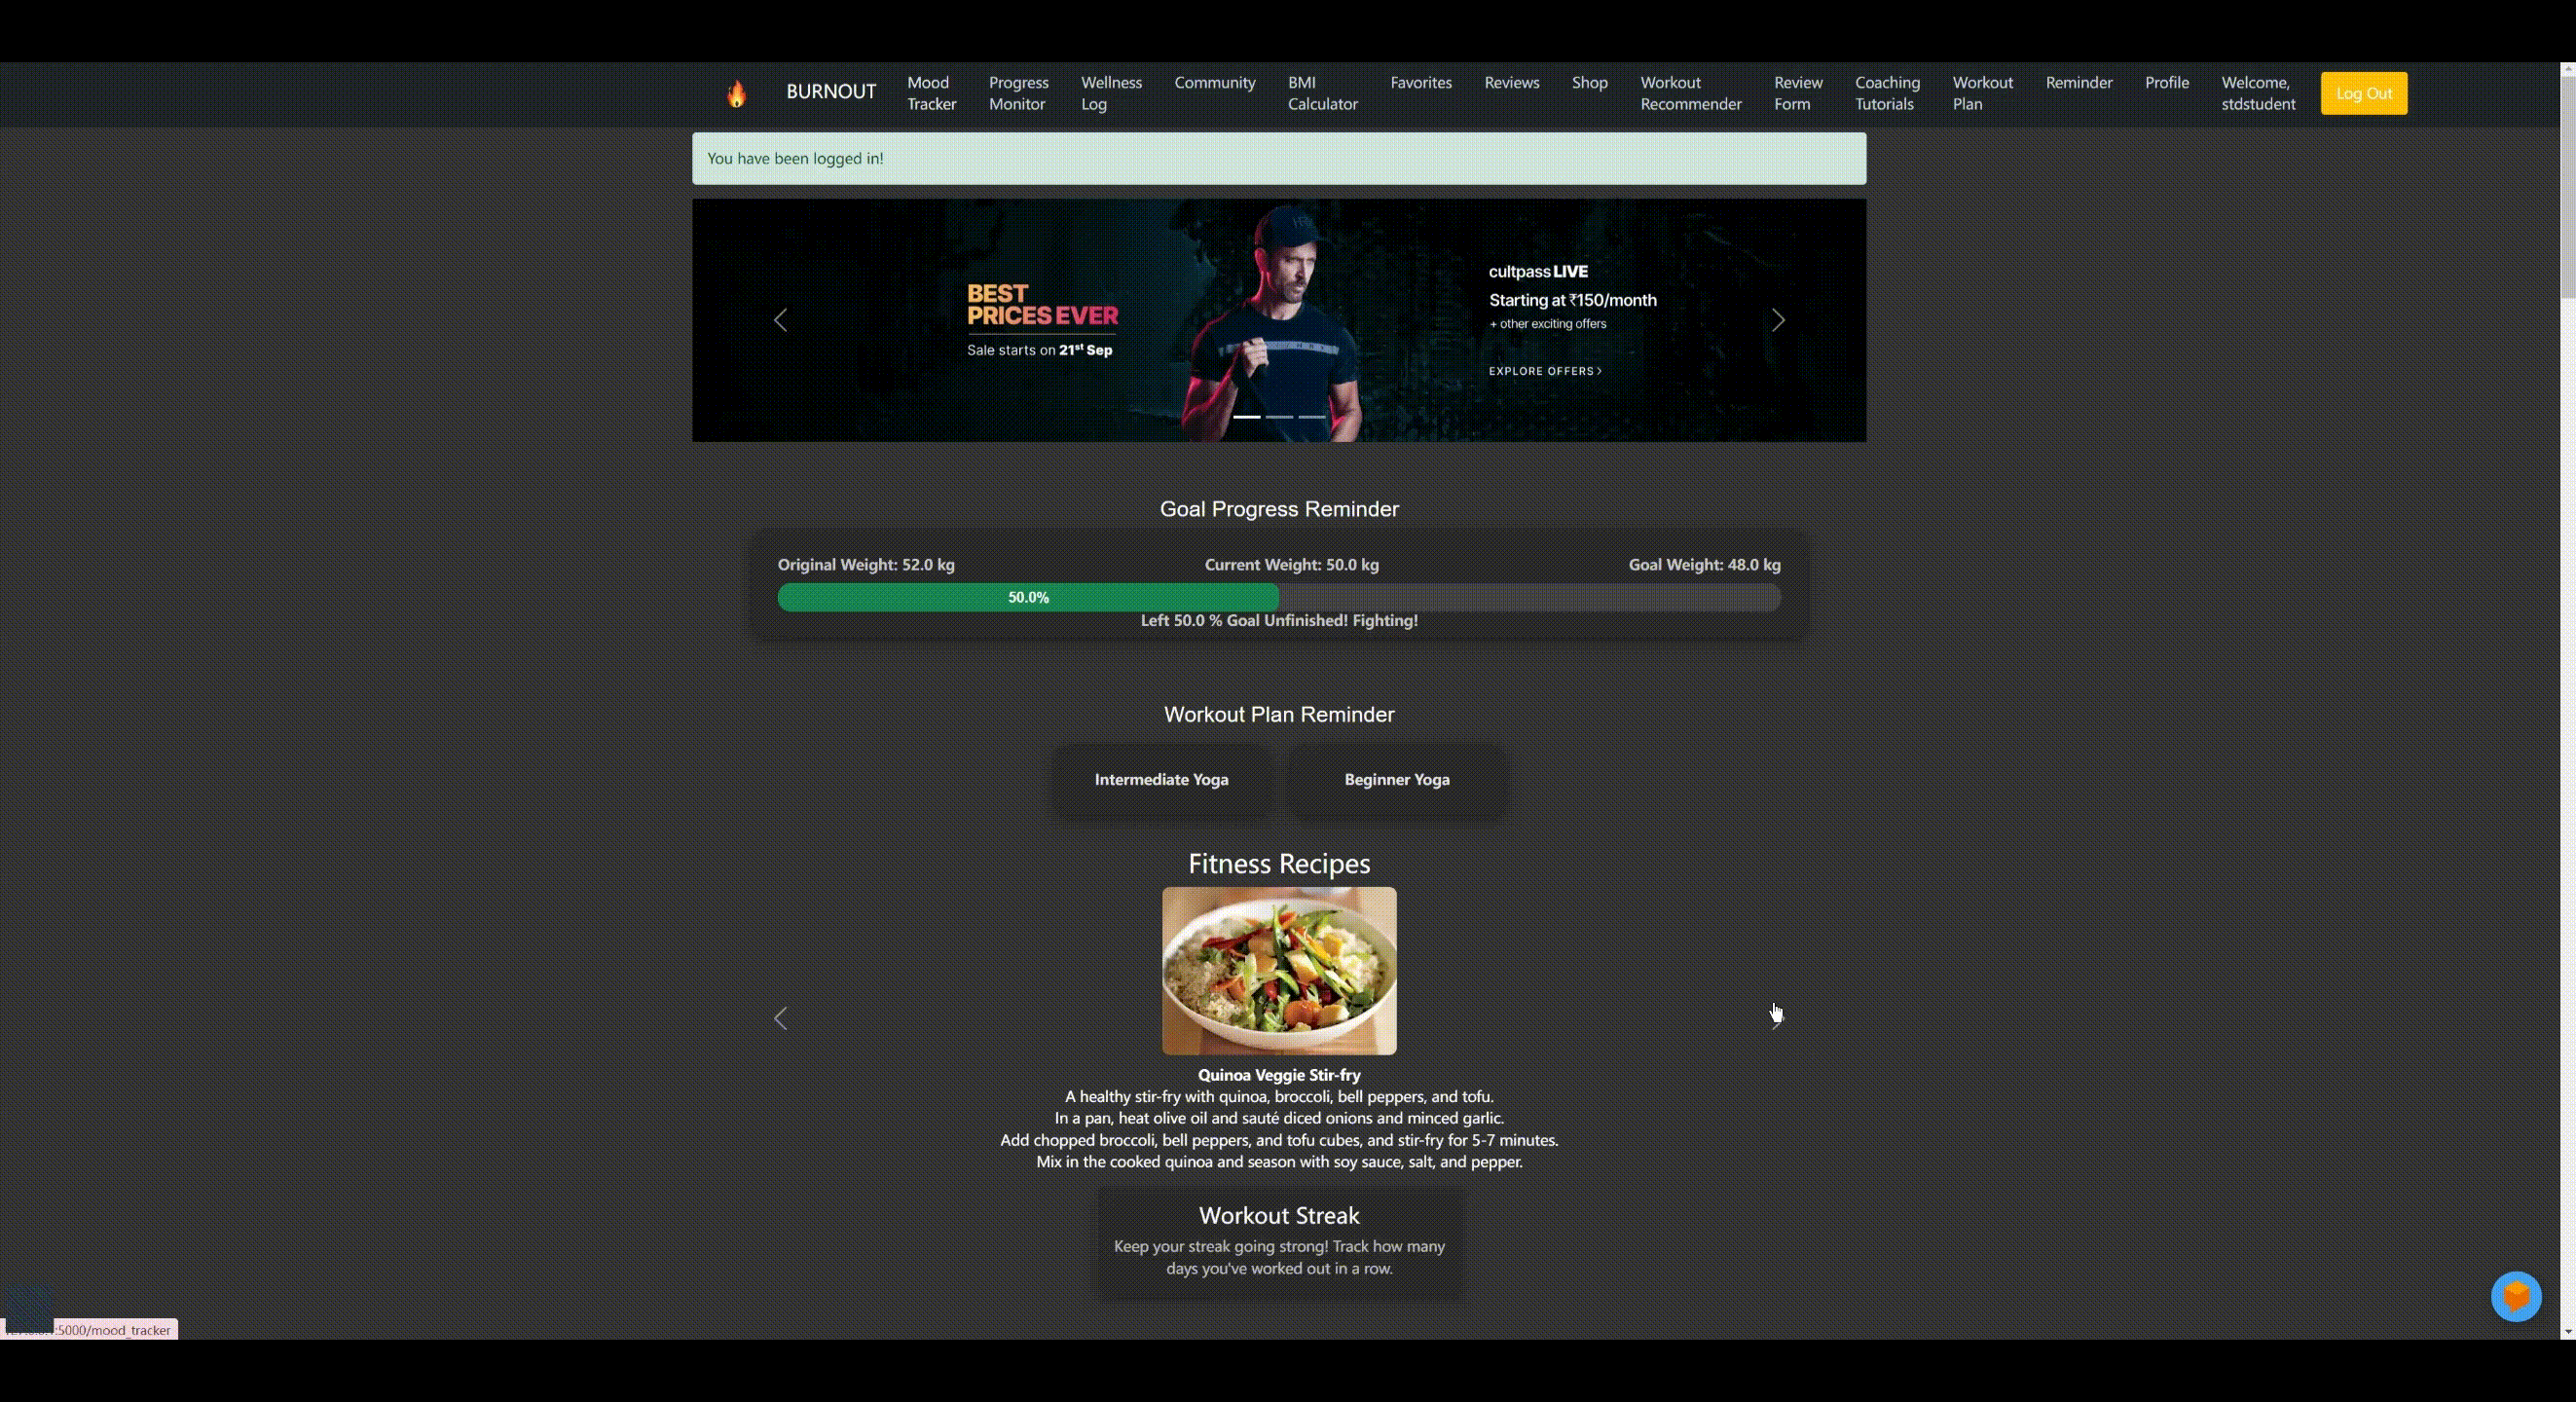 BURNOUT
Mood Tracker
Progress Monitor
Wellness Log
Community
BMI Calculator
Favorites
Reviews
Shop
Workout Recommender
Review Form
Coaching Tutorials
Workout Plan
Reminder
Profile
Welcome, stdstudent
Log Out
You have been logged in!
BEST
PRICES EVER
Sale starts on 21st Sep
cultpass LIVE
Starting at ₹150/month
+ other exciting offers
EXPLORE OFFERS >
Goal Progress Reminder
Original Weight: 52.0 kg
Current Weight: 50.0 kg
Goal Weight: 48.0 kg
50.0%
Left 50.0 % Goal Unfinished! Fighting!
Workout Plan Reminder
Intermediate Yoga
Beginner Yoga
Fitness Recipes
Quinoa Veggie Stir-fry
A healthy stir-fry with quinoa, broccoli, bell peppers, and tofu.
In a pan, heat olive oil and sauté diced onions and minced garlic.
Add chopped broccoli, bell peppers, and tofu cubes, and stir-fry for 5-7 minutes.
Mix in the cooked quinoa and season with soy sauce, salt, and pepper.
Workout Streak
Keep your streak going strong! Track how many
days you've worked out in a row.
:5000/mood_tracker